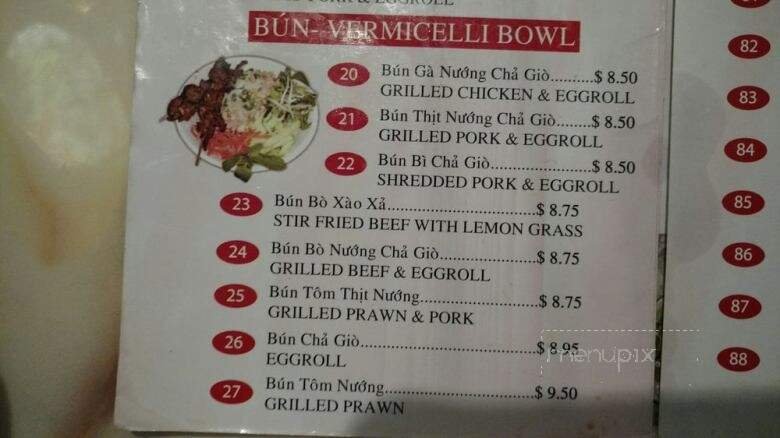 PORK & EGGROLL
BÚN- VERMICELLI BOWL
20 Bún Gà Nướng Chả Giò..........$ 8.50
GRILLED CHICKEN & EGGROLL
21 Bún Thịt Nướng Chả Giò........$ 8.50
GRILLED PORK & EGGROLL
22 Bún Bì Chả Giò.......................$ 8.50
SHREDDED PORK & EGGROLL
23 Bún Bò Xào Xả...............................$ 8.75
STIR FRIED BEEF WITH LEMON GRASS
24 Bún Bò Nướng Chả Giò....................$ 8.75
GRILLED BEEF & EGGROLL
25 Bún Tôm Thịt Nướng........................$ 8.75
GRILLED PRAWN & PORK
26 Bún Chả Giò....................................$ 8.95
EGGROLL
27 Bún Tôm Nướng...............................$ 9.50
GRILLED PRAWN
82
83
84
85
86
87
88
menupix